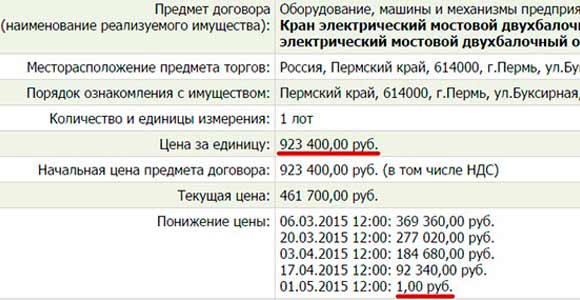 Предмет договора
(наименование реализуемого имущества):
Оборудование, машины и механизмы предприя
Кран электрический мостовой двухбалочн
электрический мостовой двухбалочный о
Месторасположение предмета торгов: Россия, Пермский край, 614000, г.Пермь, ул.Бу
Порядок ознакомления с имуществом: Пермский край, 614000, г.Пермь, ул.Буксирная,
Количество и единицы измерения: 1 лот
Цена за единицу: 923 400,00 руб.
Начальная цена предмета договора: 923 400,00 руб. (в том числе НДС)
Текущая цена: 461 700,00 руб.
Понижение цены: 06.03.2015 12:00: 369 360,00 руб.
20.03.2015 12:00: 277 020,00 руб.
03.04.2015 12:00: 184 680,00 руб.
17.04.2015 12:00: 92 340,00 руб.
01.05.2015 12:00: 1,00 руб.